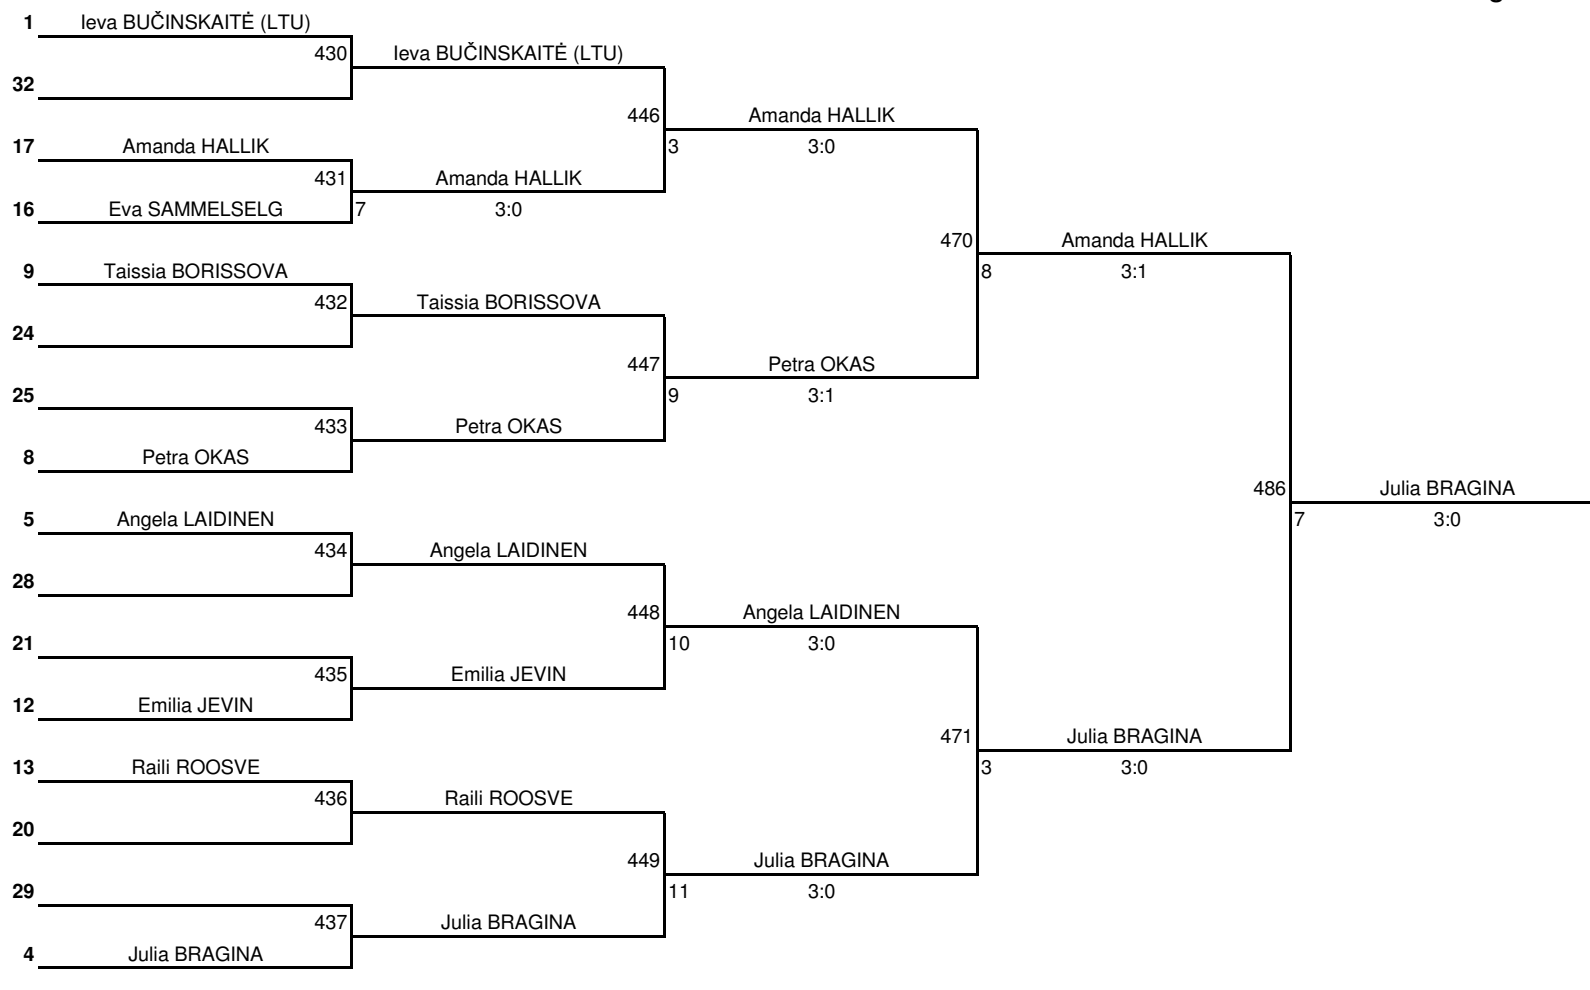 1 Ieva BUČINSKAITĖ (LTU)
430 Ieva BUČINSKAITĖ (LTU)
32
446 Amanda HALLIK
17 Amanda HALLIK 3 3:0
431 Amanda HALLIK
16 Eva SAMMELSELG 7 3:0
470 Amanda HALLIK
9 Taissia BORISSOVA 8 3:1
432 Taissia BORISSOVA
24
447 Petra OKAS
25 9 3:1
433 Petra OKAS
8 Petra OKAS
486 Julia BRAGINA
5 Angela LAIDINEN 7 3:0
434 Angela LAIDINEN
28
448 Angela LAIDINEN
21 10 3:0
435 Emilia JEVIN
12 Emilia JEVIN
471 Julia BRAGINA
13 Raili ROOSVE 3 3:0
436 Raili ROOSVE
20
449 Julia BRAGINA
29 11 3:0
437 Julia BRAGINA
4 Julia BRAGINA